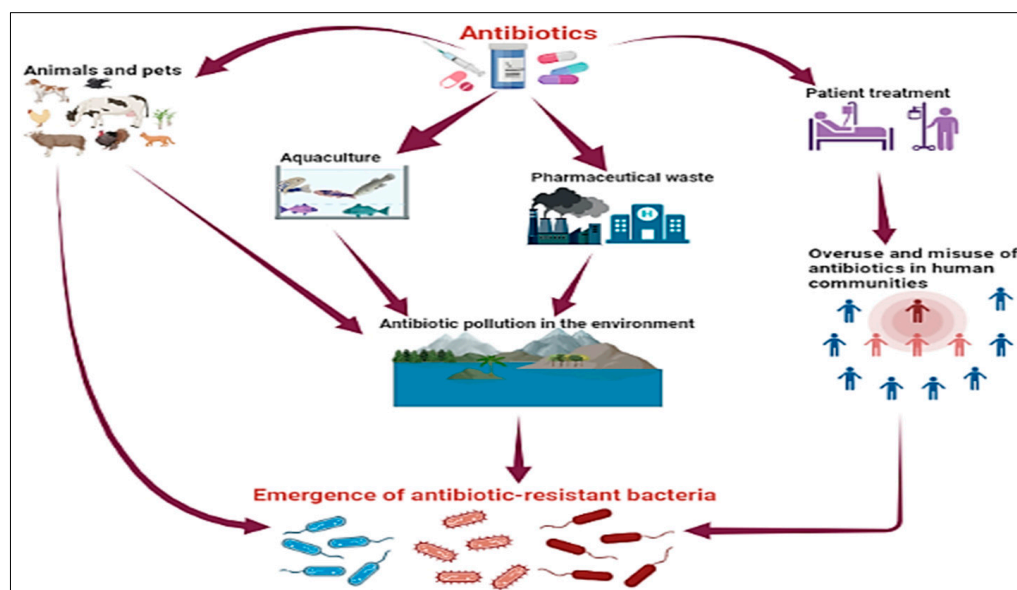 Antibiotics
Animals and pets
Patient treatment
Aquaculture
Pharmaceutical waste
H
Overuse and misuse of
antibiotics in human
communities
Antibiotic pollution in the environment
Emergence of antibiotic-resistant bacteria